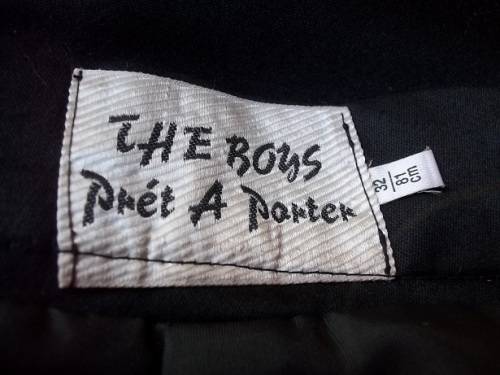 THE BOYS
Prét A Porter
32
81
cm